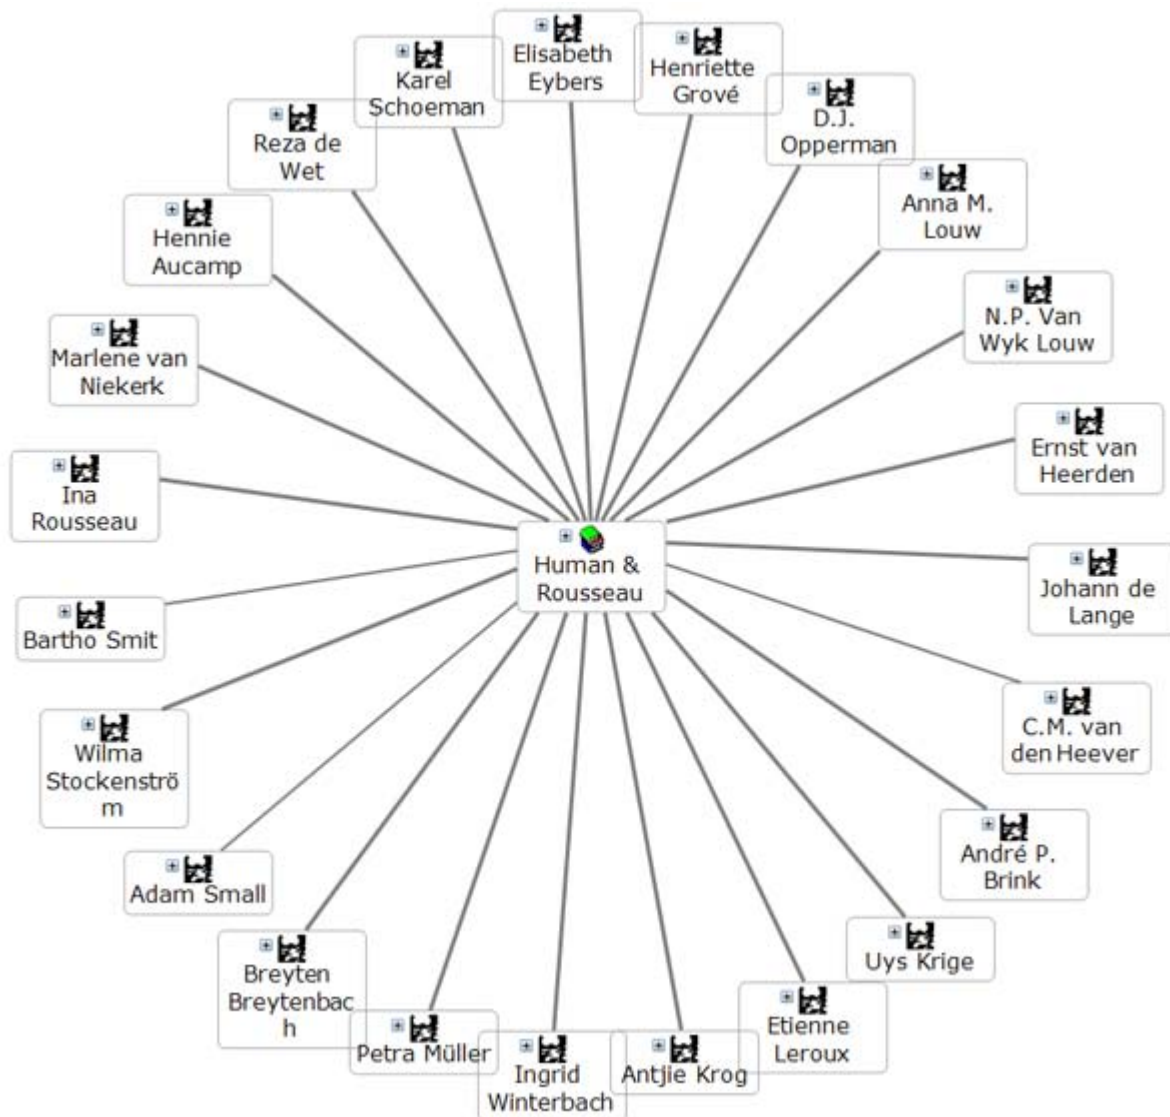 Elisabeth
Eybers
Henriette
Grové
D.J.
Opperman
Anna M.
Louw
N.P. Van
Wyk Louw
Ernst van
Heerden
Johann de
Lange
C.M. van
den Heever
André P.
Brink
Uys Krige
Etienne
Leroux
Antjie Krog
Ingrid
Winterbach
Petra Müller
Breyten
Breytenbac
h
Adam Small
Wilma
Stockenströ
m
Bartho Smit
Ina
Rousseau
Marlene van
Niekerk
Hennie
Aucamp
Reza de
Wet
Karel
Schoeman
Human &
Rousseau